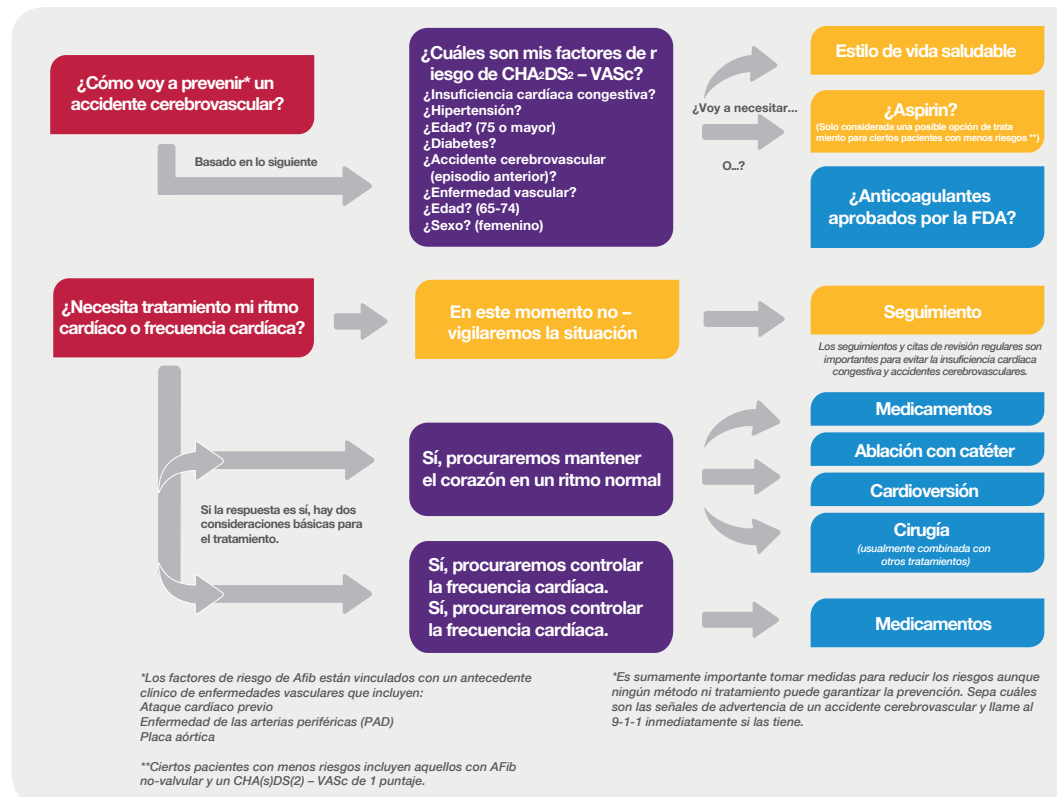 ¿Cómo voy a prevenir* un
accidente cerebrovascular?
Basado en lo siguiente
¿Cuáles son mis factores de r
iesgo de CHA₂DS₂ – VASc?
¿Insuficiencia cardíaca congestiva?
¿Hipertensión?
¿Edad? (75 o mayor)
¿Diabetes?
¿Accidente cerebrovascular
(episodio anterior)?
¿Enfermedad vascular?
¿Edad? (65-74)
¿Sexo? (femenino)
¿Voy a necesitar...
O...?
Estilo de vida saludable
¿Aspirin?
(Solo considerada una posible opción de trata
miento para ciertos pacientes con menos riesgos **)
¿Anticoagulantes
aprobados por la FDA?
¿Necesita tratamiento mi ritmo
cardíaco o frecuencia cardíaca?
En este momento no –
vigilaremos la situación
Seguimiento
Los seguimientos y citas de revisión regulares son
importantes para evitar la insuficiencia cardíaca
congestiva y accidentes cerebrovasculares.
Si la respuesta es sí, hay dos
consideraciones básicas para
el tratamiento.
Sí, procuraremos mantener
el corazón en un ritmo normal
Medicamentos
Ablación con catéter
Cardioversión
Cirugía
(usualmente combinada con
otros tratamientos)
Sí, procuraremos controlar
la frecuencia cardíaca.
Sí, procuraremos controlar
la frecuencia cardíaca.
Medicamentos
*Los factores de riesgo de Afib están vinculados con un antecedente
clínico de enfermedades vasculares que incluyen:
Ataque cardíaco previo
Enfermedad de las arterias periféricas (PAD)
Placa aórtica
**Ciertos pacientes con menos riesgos incluyen aquellos con AFib
no-valvular y un CHA(s)DS(2) – VASc de 1 puntaje.
*Es sumamente importante tomar medidas para reducir los riesgos aunque
ningún método ni tratamiento puede garantizar la prevención. Sepa cuáles
son las señales de advertencia de un accidente cerebrovascular y llame al
9-1-1 inmediatamente si las tiene.